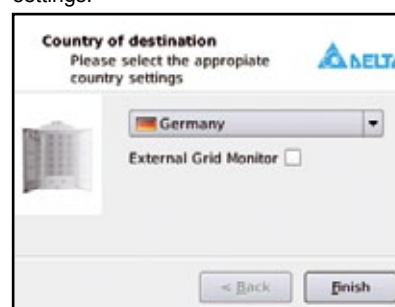 settings.
Country of destination
Please select the appropiate
country settings
DELTA
Germany
External Grid Monitor
< Back
Finish